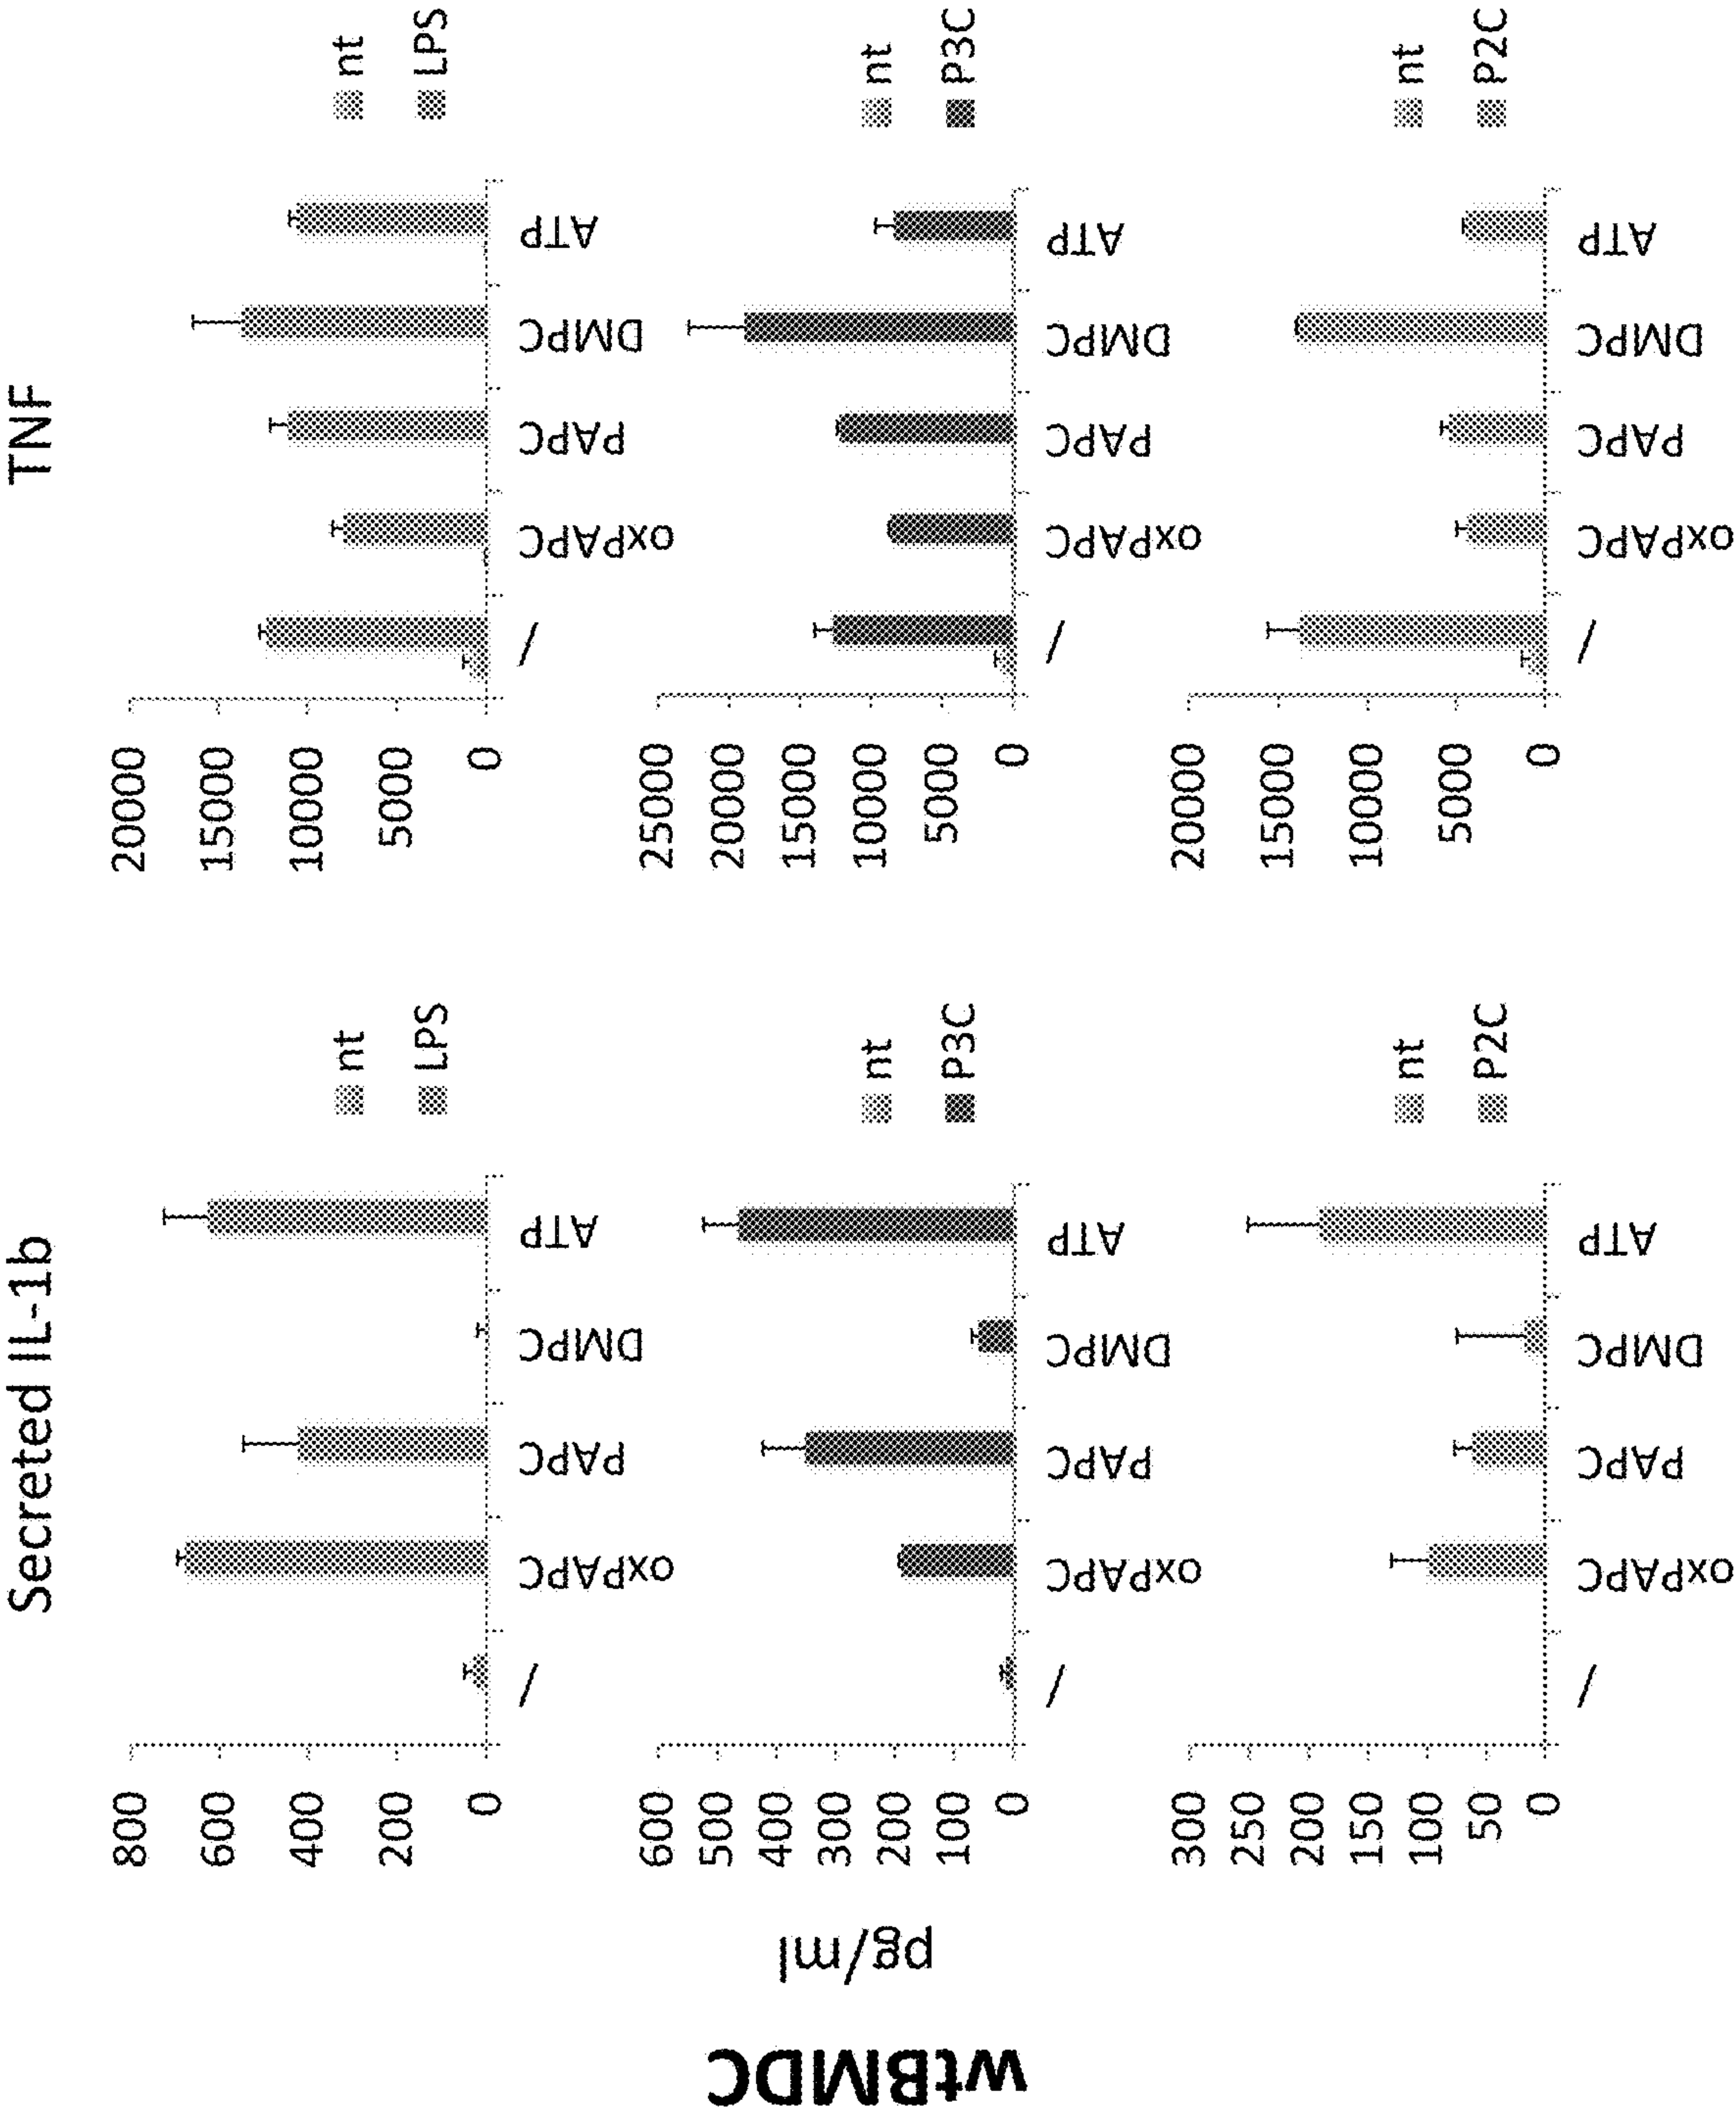 wtBMDC
pg/ml
Secreted IL-1b
800
600
400
200
0
/
oxPAPC
PAPC
DMPC
ATP
nt
LPS
600
500
400
300
200
100
0
/
oxPAPC
PAPC
DMPC
ATP
nt
P3C
300
250
200
150
100
50
0
/
oxPAPC
PAPC
DMPC
ATP
nt
P2C
TNF
20000
15000
10000
5000
0
/
oxPAPC
PAPC
DMPC
ATP
nt
LPS
25000
20000
15000
10000
5000
0
/
oxPAPC
PAPC
DMPC
ATP
nt
P3C
20000
15000
10000
5000
0
/
oxPAPC
PAPC
DMPC
ATP
nt
P2C